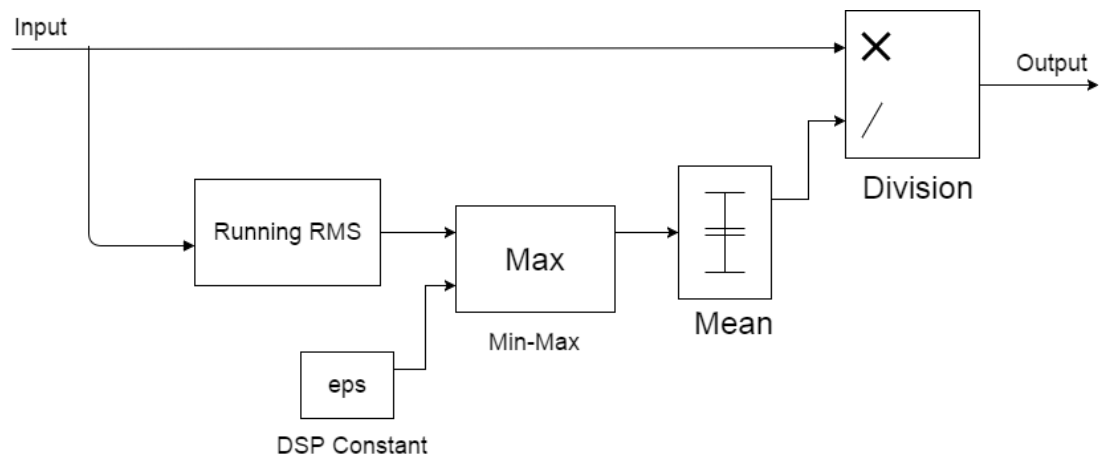 Input
Output
Division
Running RMS
Max
Mean
Min-Max
eps
DSP Constant